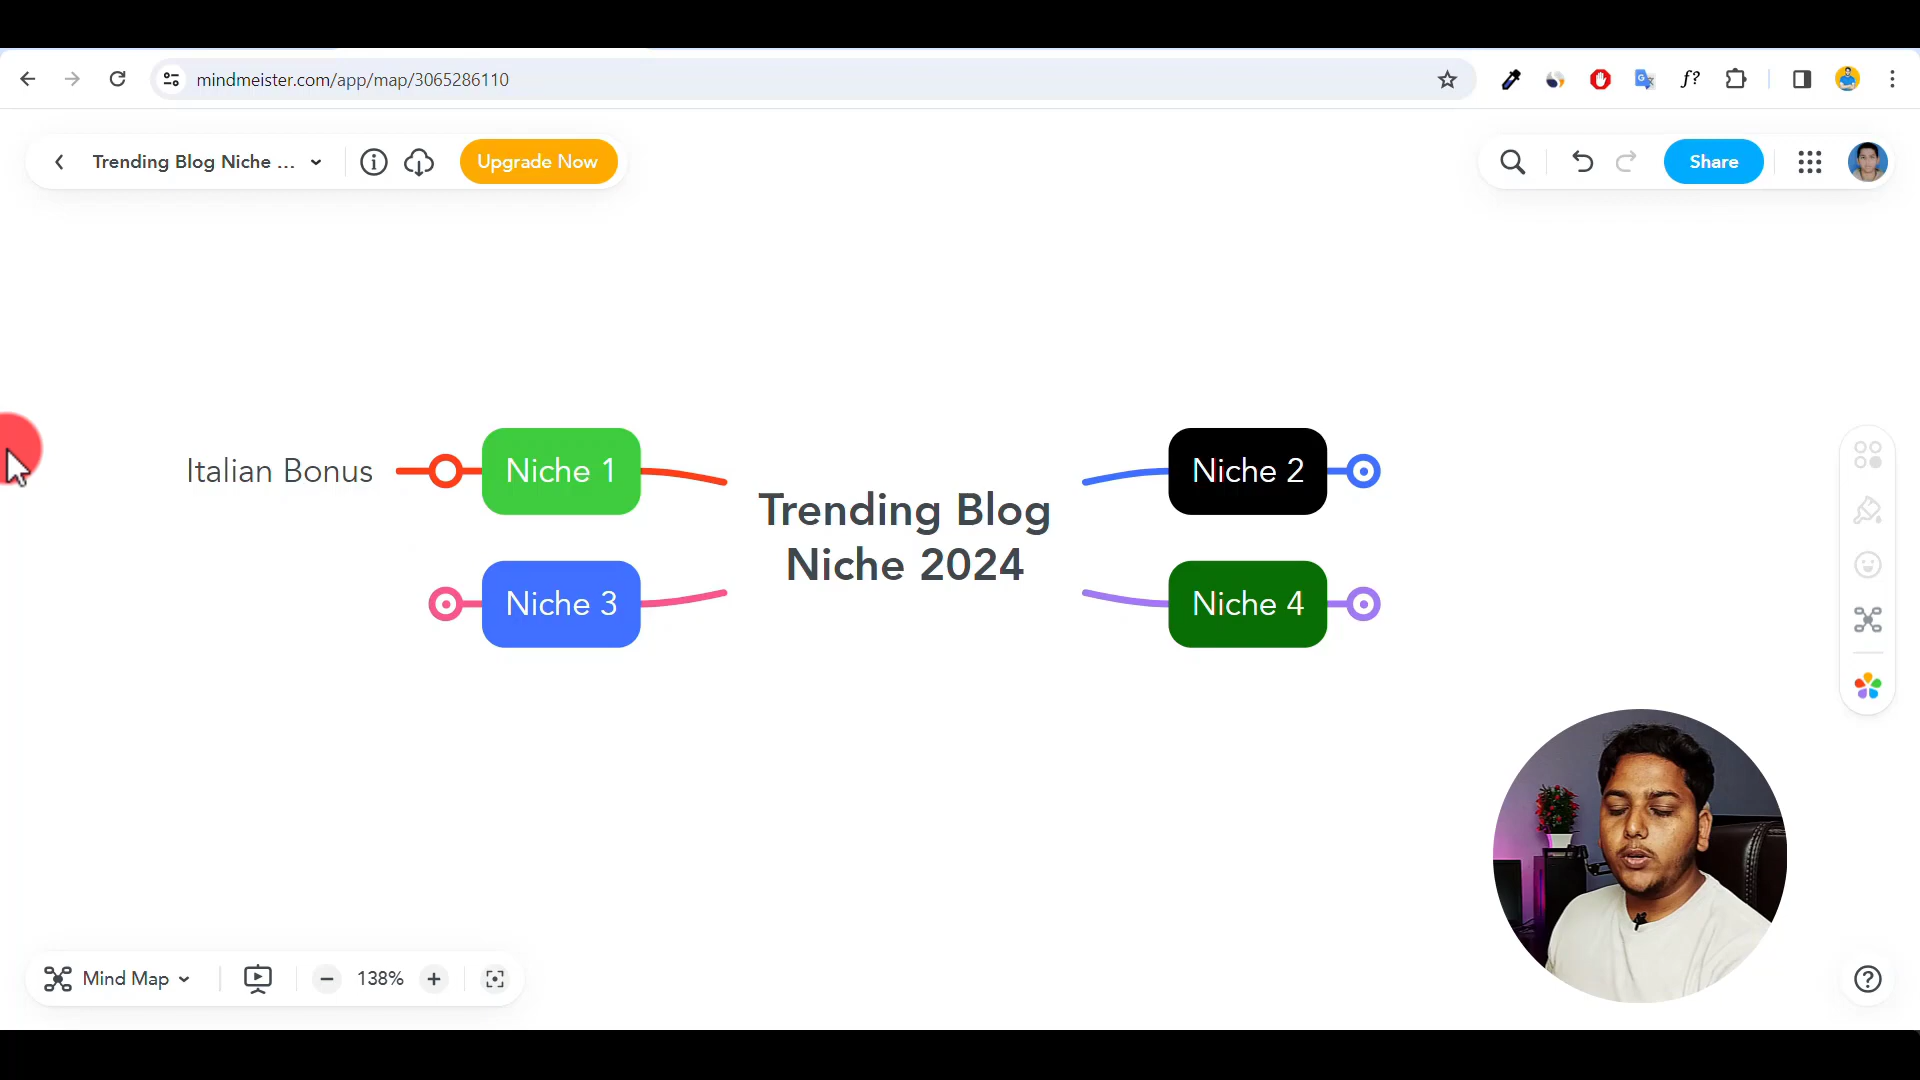 mindmeister.com/app/map/3065286110
f?
Trending Blog Niche ...
Upgrade Now
Share
Italian Bonus
Niche 1
Niche 2
Trending Blog
Niche 2024
Niche 3
Niche 4
Mind Map
138%